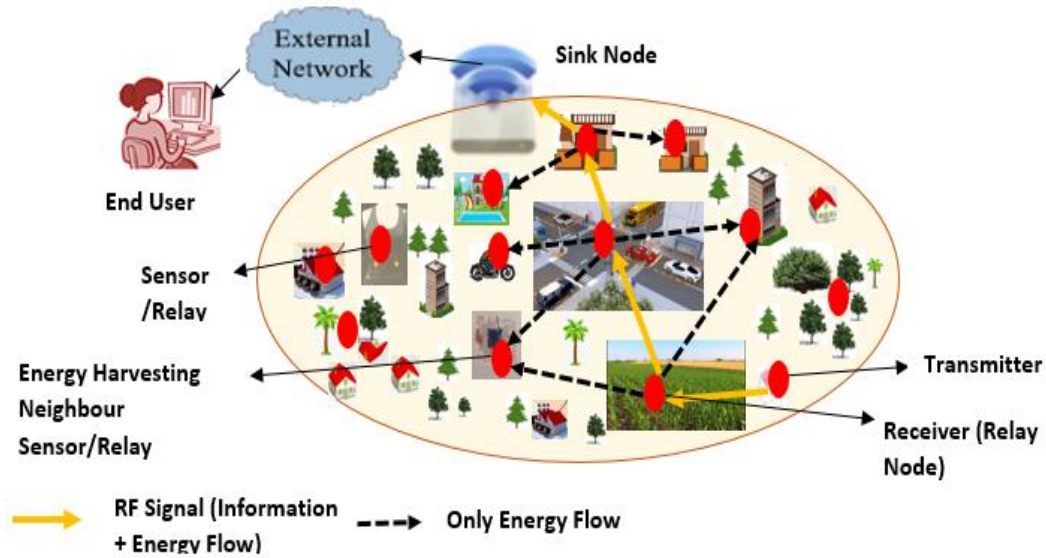 External
Network
Sink Node
End User
Sensor
/Relay
Energy Harvesting
Neighbour
Sensor/Relay
Transmitter
Receiver (Relay
Node)
RF Signal (Information
+ Energy Flow)
Only Energy Flow